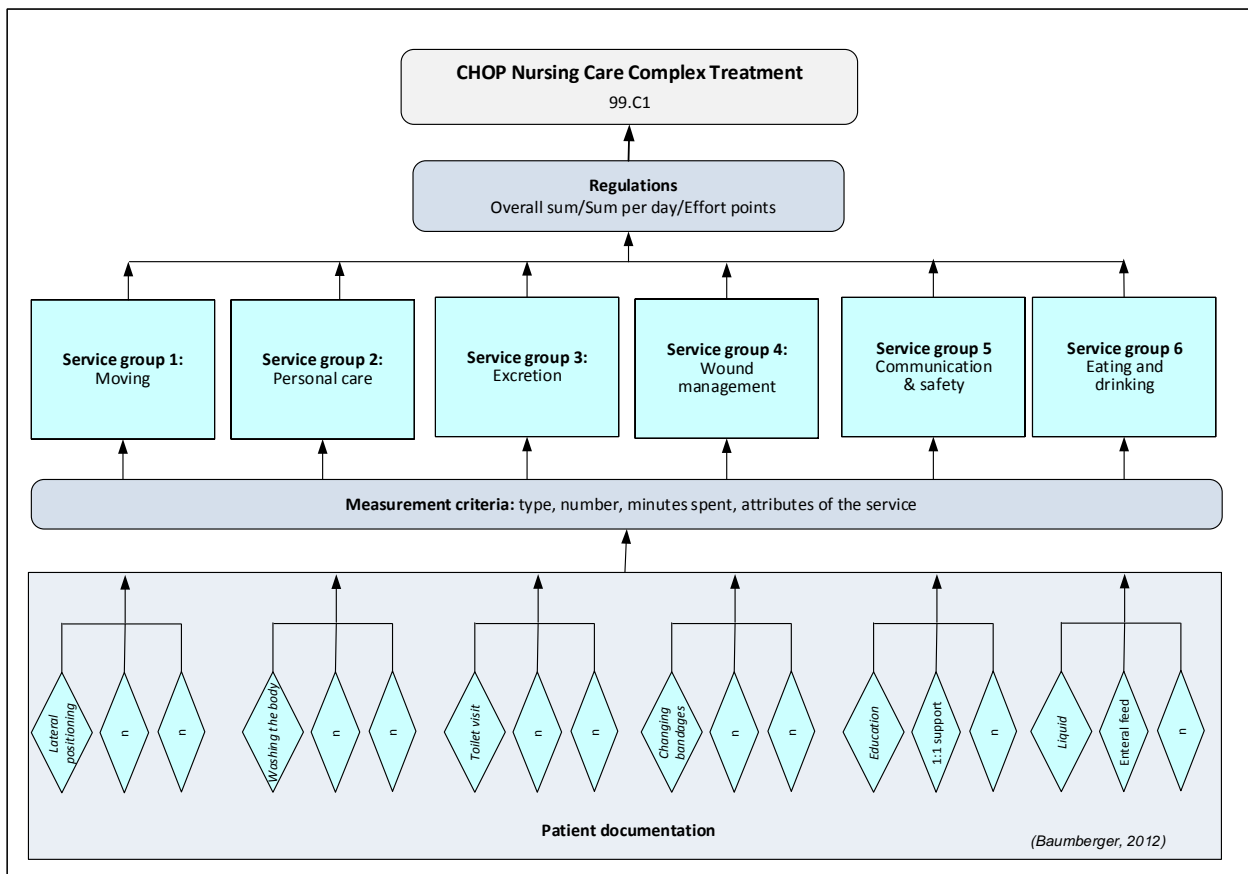 CHOP Nursing Care Complex Treatment
99.C1
Regulations
Overall sum/Sum per day/Effort points
Service group 1:
Moving
Service group 2:
Personal care
Service group 3:
Excretion
Service group 4:
Wound
management
Service group 5
Communication
& safety
Service group 6
Eating and
drinking
Measurement criteria: type, number, minutes spent, attributes of the service
Lateral
positioning
n
n
Washing the body
n
n
Toilet visit
n
n
Changing
bandages
n
n
Education
1:1 support
n
Liquid
Enteral feed
n
Patient documentation
(Baumberger, 2012)